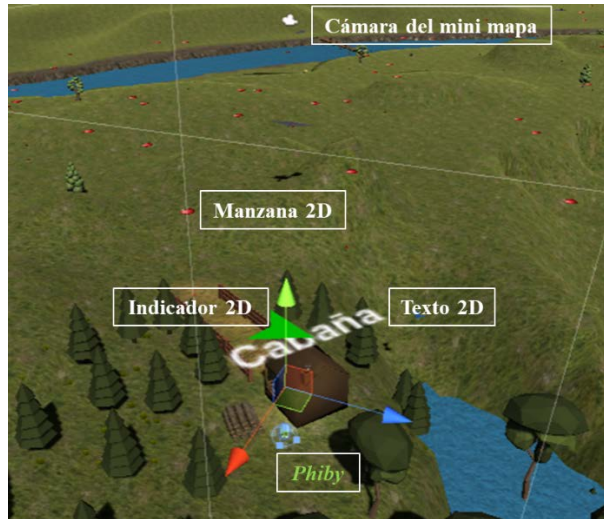 Cámara del mini mapa
Manzana 2D
Indicador 2D
Texto 2D
Cabaña
Phiby